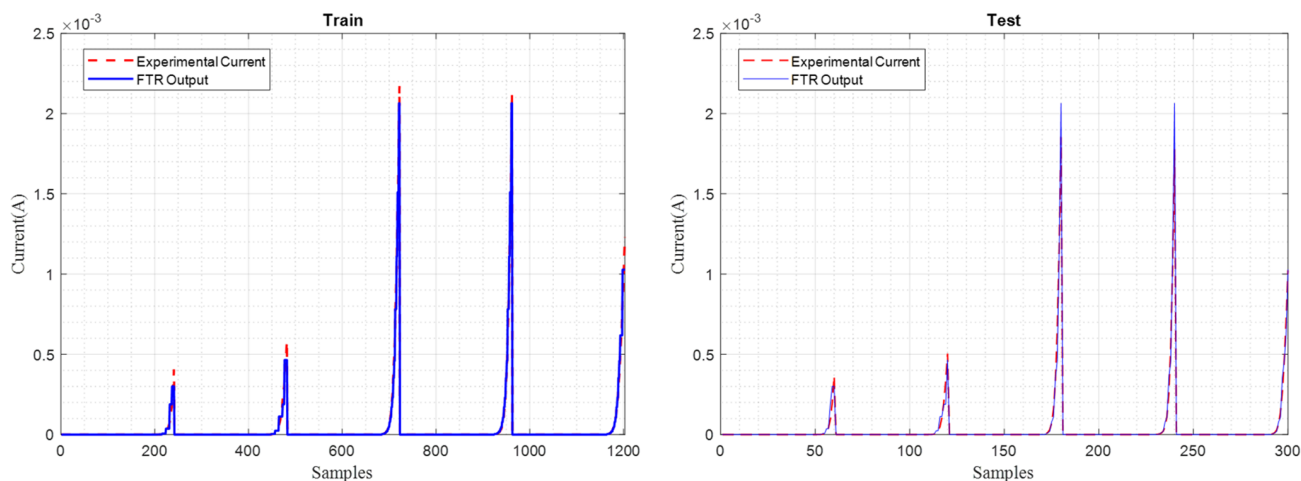 Train
×10⁻³
2.5
2
1.5
1
0.5
0
Current(A)
Experimental Current
FTR Output
0 200 400 600 800 1000 1200
Samples
Test
×10⁻³
2.5
2
1.5
1
0.5
0
Current(A)
Experimental Current
FTR Output
0 50 100 150 200 250 300
Samples